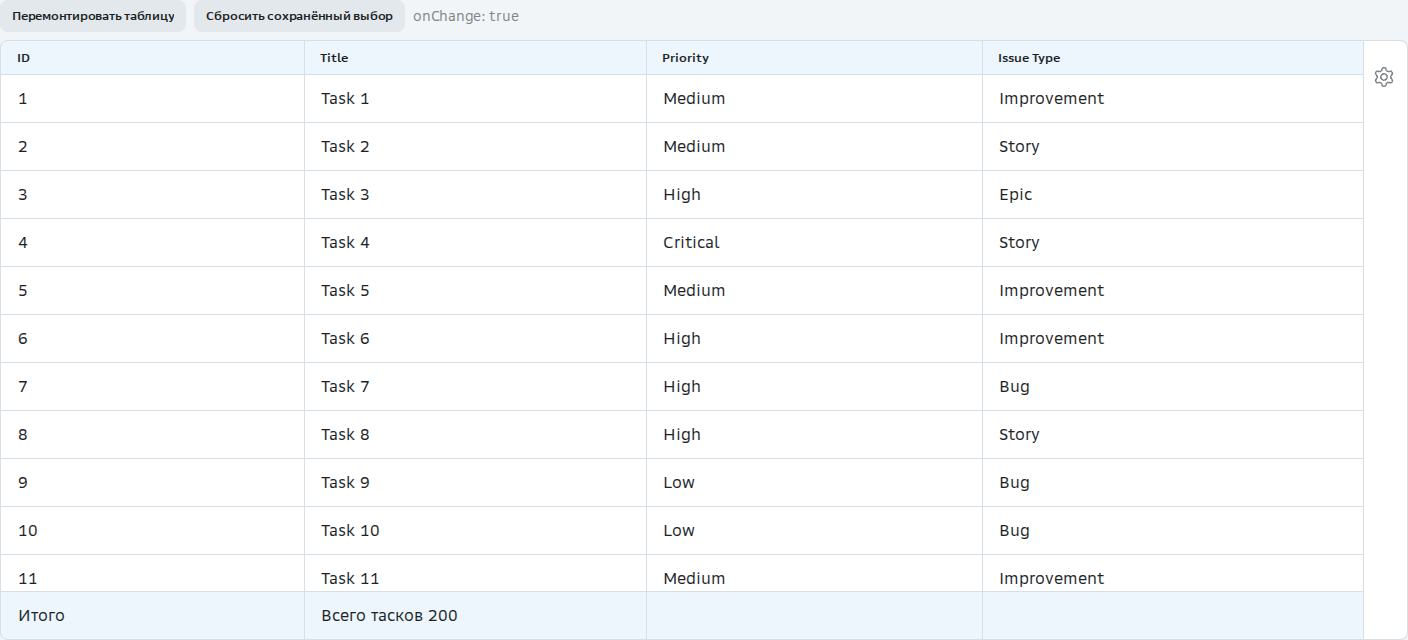 Перемонтировать таблицу Сбросить сохранённый выбор onChange: true
ID Title Priority Issue Type
1 Task 1 Medium Improvement
2 Task 2 Medium Story
3 Task 3 High Epic
4 Task 4 Critical Story
5 Task 5 Medium Improvement
6 Task 6 High Improvement
7 Task 7 High Bug
8 Task 8 High Story
9 Task 9 Low Bug
10 Task 10 Low Bug
11 Task 11 Medium Improvement
Итого Всего тасков 200